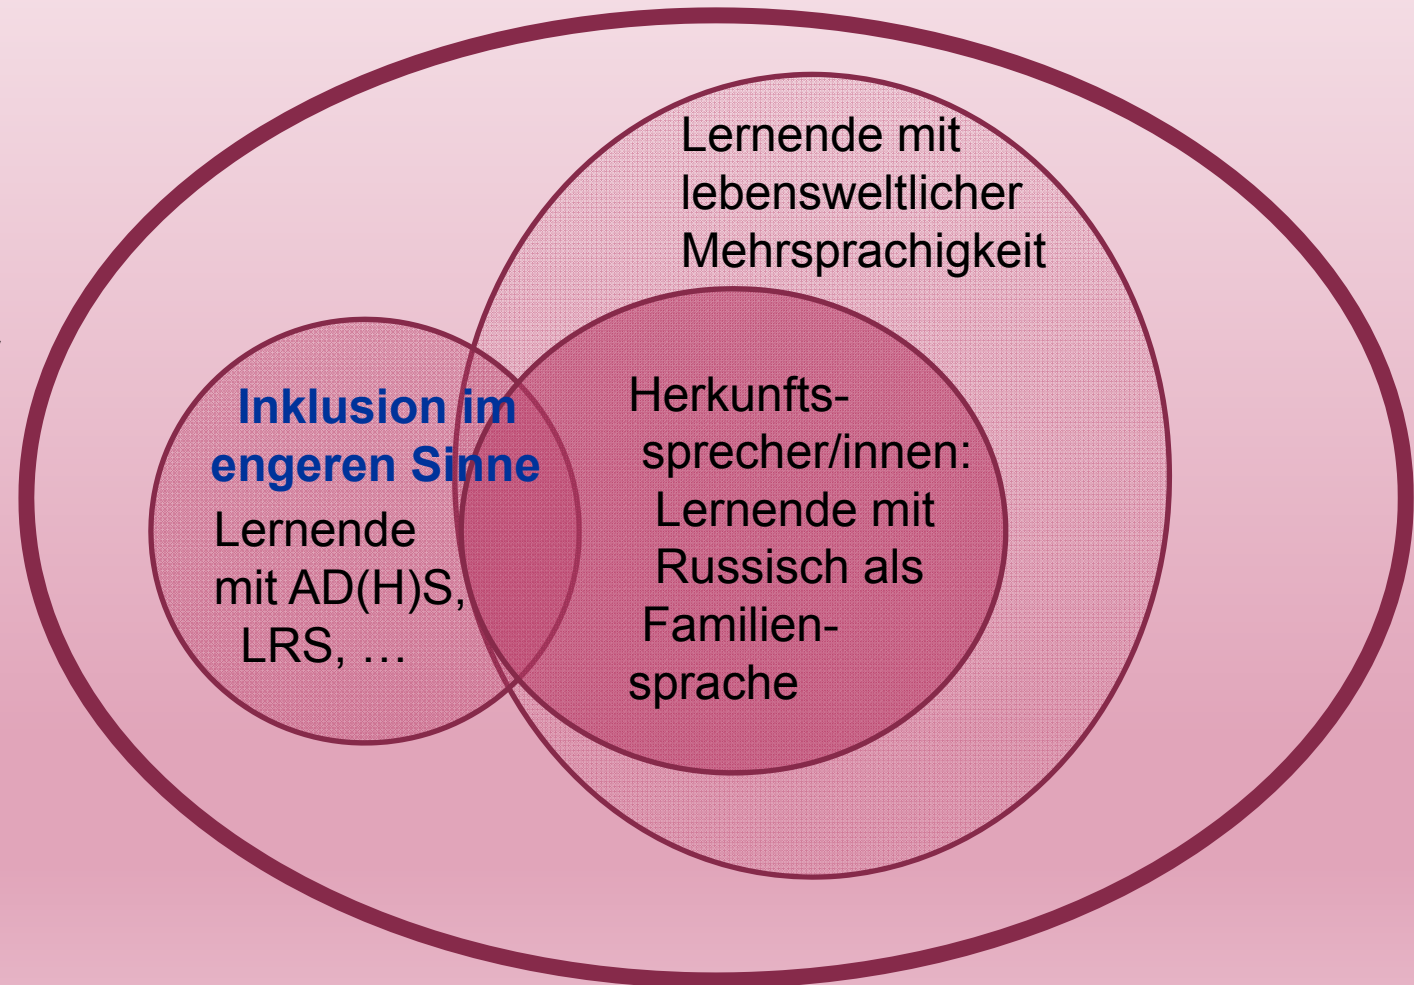 Lernende mit
lebensweltlicher
Mehrsprachigkeit
Inklusion im
engeren Sinne
Lernende
mit AD(H)S,
LRS, …
Herkunfts-
sprecher/innen:
Lernende mit
Russisch als
Familien-
sprache